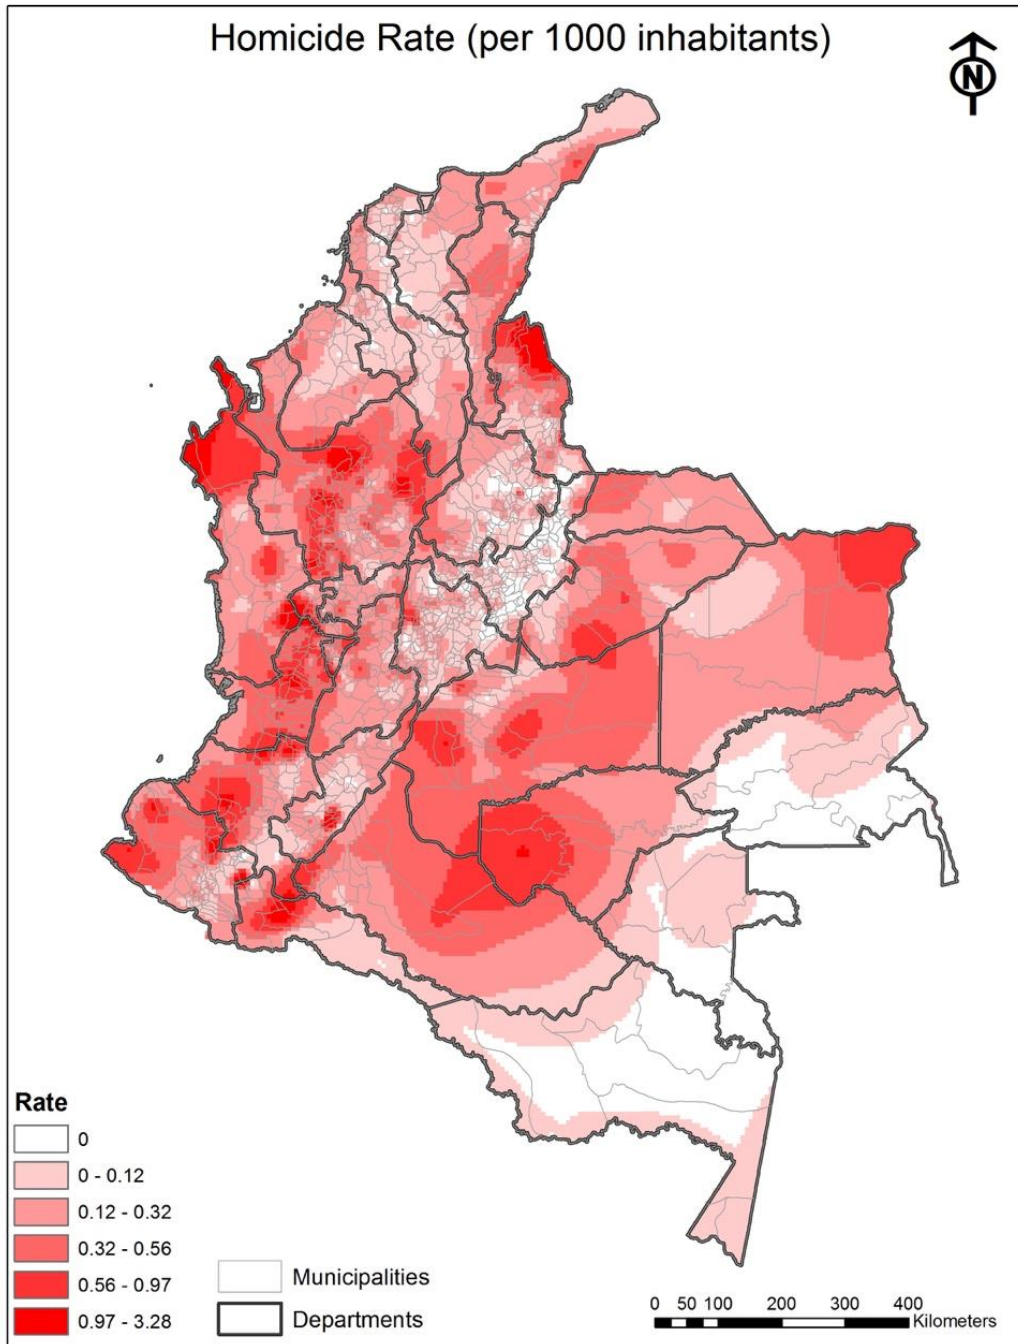 Homicide Rate (per 1000 inhabitants)
N
Rate
0
0 - 0.12
0.12 - 0.32
0.32 - 0.56
0.56 - 0.97
0.97 - 3.28
Municipalities
Departments
0 50 100 200 300 400
Kilometers